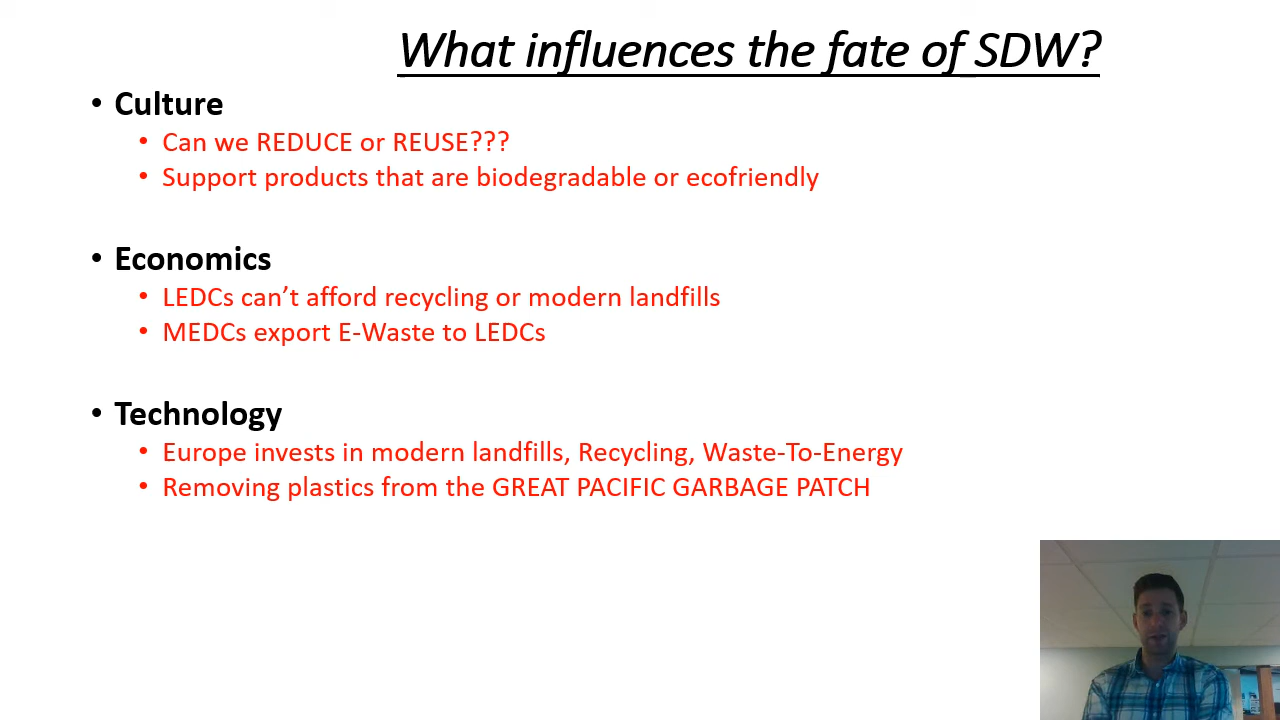 What influences the fate of SDW?
• Culture
• Can we REDUCE or REUSE???
• Support products that are biodegradable or ecofriendly
• Economics
• LEDCs can't afford recycling or modern landfills
• MEDCs export E-Waste to LEDCs
• Technology
• Europe invests in modern landfills, Recycling, Waste-To-Energy
• Removing plastics from the GREAT PACIFIC GARBAGE PATCH